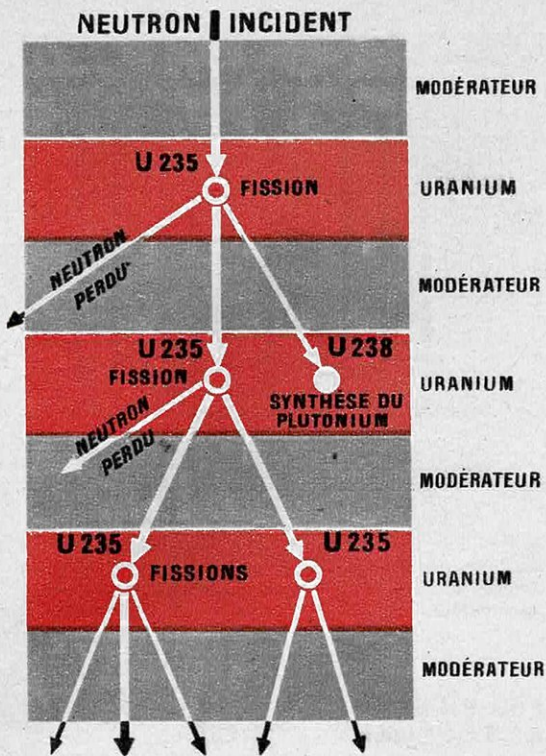 NEUTRON INCIDENT
MODÉRATEUR
U 235
FISSION
URANIUM
NEUTRON
PERDU
MODÉRATEUR
U 235
FISSION
U 238
SYNTHÈSE DU
PLUTONIUM
URANIUM
NEUTRON
PERDU
MODÉRATEUR
U 235
FISSIONS
U 235
URANIUM
MODÉRATEUR